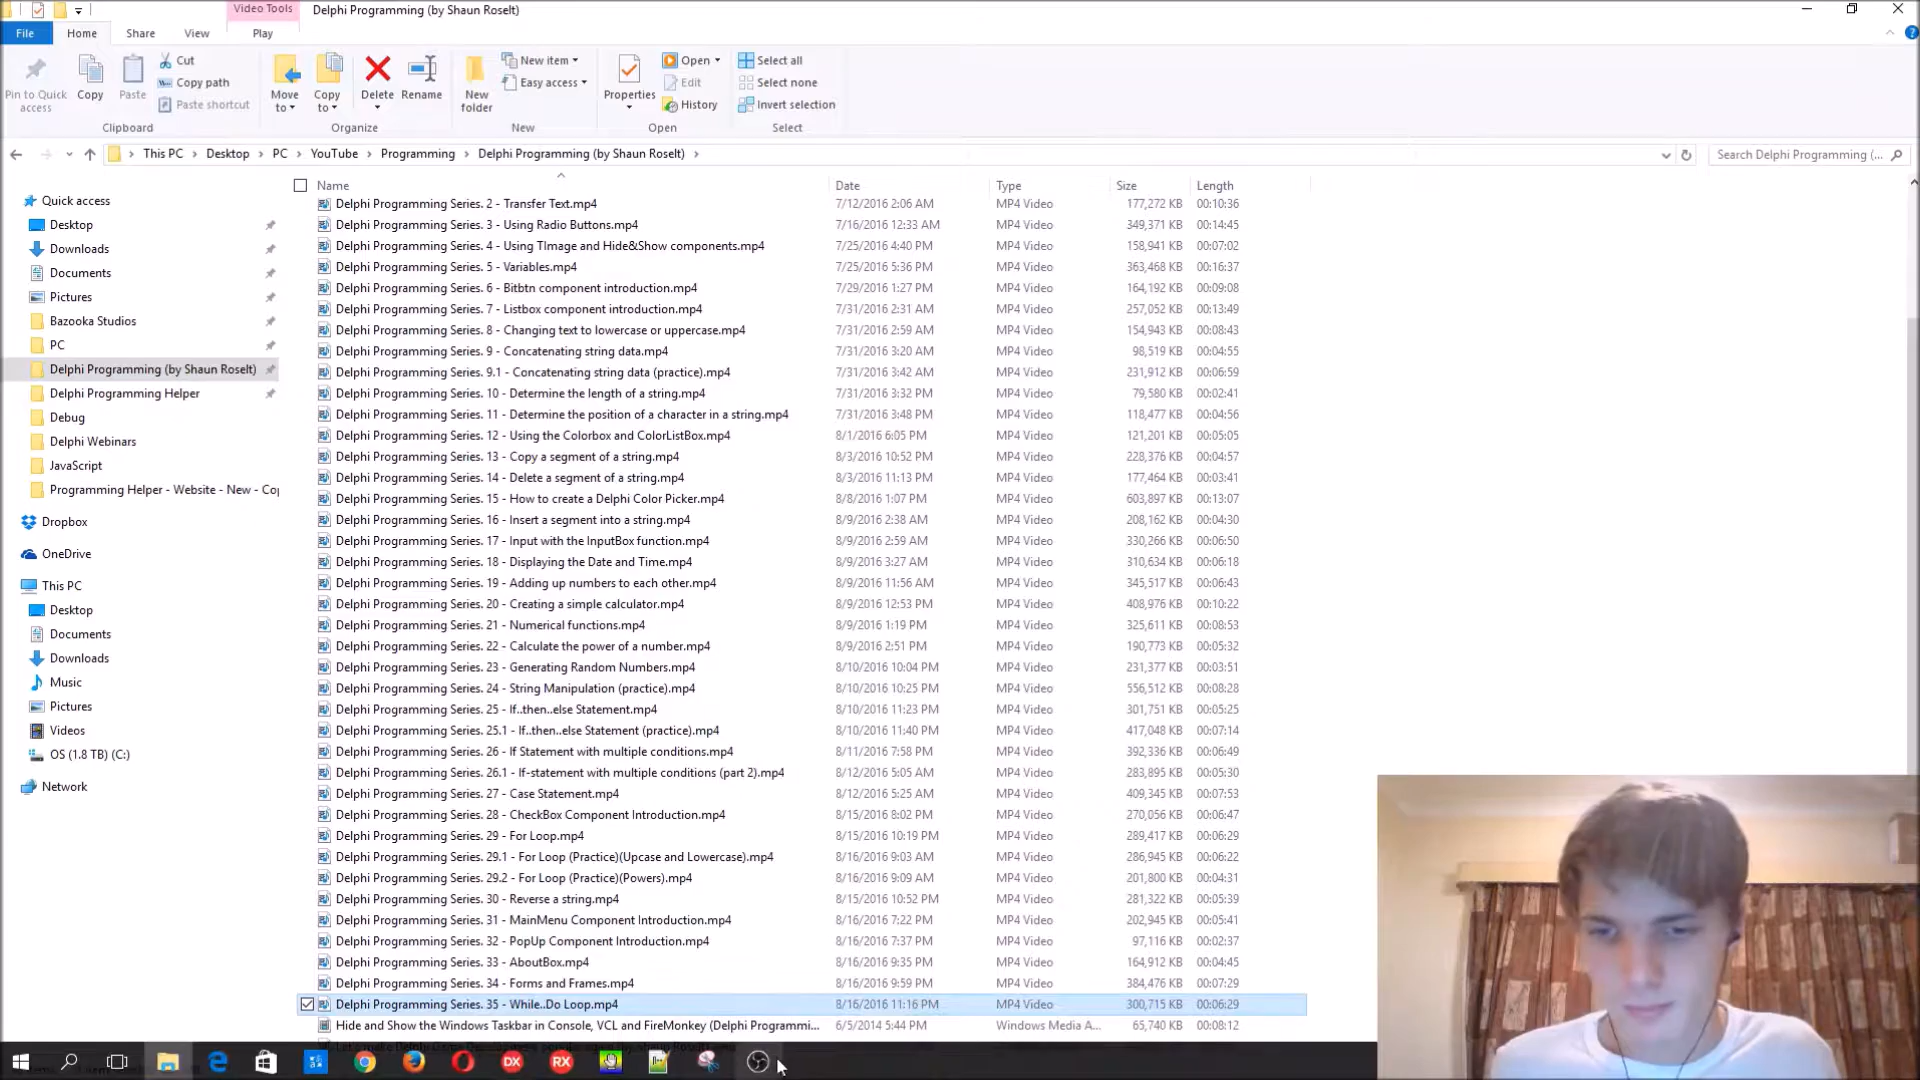 Video Tools
Delphi Programming (by Shaun Roselt)
File
Home
Share
View
Play
Pin to Quick access
Copy
Paste
Cut
Copy path
Paste shortcut
Clipboard
Move to
Copy to
Delete
Rename
Organize
New folder
New item
Easy access
New
Properties
Open
Edit
History
Open
Select all
Select none
Invert selection
Select
This PC > Desktop > PC > YouTube > Programming > Delphi Programming (by Shaun Roselt) >
Search Delphi Programming (...
Quick access
Desktop
Downloads
Documents
Pictures
Bazooka Studios
PC
Delphi Programming (by Shaun Roselt)
Delphi Programming Helper
Debug
Delphi Webinars
JavaScript
Programming Helper - Website - New - Cop
Dropbox
OneDrive
This PC
Desktop
Documents
Downloads
Music
Pictures
Videos
OS (1.8 TB) (C:)
Network
Name Date Type Size Length
Delphi Programming Series. 2 - Transfer Text.mp4 7/12/2016 2:06 AM MP4 Video 177,272 KB 00:10:36
Delphi Programming Series. 3 - Using Radio Buttons.mp4 7/16/2016 12:33 AM MP4 Video 349,371 KB 00:14:45
Delphi Programming Series. 4 - Using TImage and Hide&Show components.mp4 7/25/2016 4:40 PM MP4 Video 158,941 KB 00:07:02
Delphi Programming Series. 5 - Variables.mp4 7/25/2016 5:36 PM MP4 Video 363,468 KB 00:16:37
Delphi Programming Series. 6 - Bitbtn component introduction.mp4 7/29/2016 1:27 PM MP4 Video 164,192 KB 00:09:08
Delphi Programming Series. 7 - Listbox component introduction.mp4 7/31/2016 2:31 AM MP4 Video 257,052 KB 00:13:49
Delphi Programming Series. 8 - Changing text to lowercase or uppercase.mp4 7/31/2016 2:59 AM MP4 Video 154,943 KB 00:08:43
Delphi Programming Series. 9 - Concatenating string data.mp4 7/31/2016 3:20 AM MP4 Video 98,519 KB 00:04:55
Delphi Programming Series. 9.1 - Concatenating string data (practice).mp4 7/31/2016 3:42 AM MP4 Video 231,912 KB 00:06:59
Delphi Programming Series. 10 - Determine the length of a string.mp4 7/31/2016 3:32 PM MP4 Video 79,580 KB 00:02:41
Delphi Programming Series. 11 - Determine the position of a character in a string.mp4 7/31/2016 3:48 PM MP4 Video 118,477 KB 00:04:56
Delphi Programming Series. 12 - Using the Colorbox and ColorListBox.mp4 8/1/2016 6:05 PM MP4 Video 121,201 KB 00:05:05
Delphi Programming Series. 13 - Copy a segment of a string.mp4 8/3/2016 10:52 PM MP4 Video 228,376 KB 00:04:57
Delphi Programming Series. 14 - Delete a segment of a string.mp4 8/3/2016 11:13 PM MP4 Video 177,464 KB 00:03:41
Delphi Programming Series. 15 - How to create a Delphi Color Picker.mp4 8/8/2016 1:07 PM MP4 Video 603,897 KB 00:13:07
Delphi Programming Series. 16 - Insert a segment into a string.mp4 8/9/2016 2:38 AM MP4 Video 208,162 KB 00:04:30
Delphi Programming Series. 17 - Input with the InputBox function.mp4 8/9/2016 2:59 AM MP4 Video 330,266 KB 00:06:50
Delphi Programming Series. 18 - Displaying the Date and Time.mp4 8/9/2016 3:27 AM MP4 Video 310,634 KB 00:06:18
Delphi Programming Series. 19 - Adding up numbers to each other.mp4 8/9/2016 11:56 AM MP4 Video 345,517 KB 00:06:43
Delphi Programming Series. 20 - Creating a simple calculator.mp4 8/9/2016 12:53 PM MP4 Video 408,976 KB 00:10:22
Delphi Programming Series. 21 - Numerical functions.mp4 8/9/2016 1:19 PM MP4 Video 325,611 KB 00:08:53
Delphi Programming Series. 22 - Calculate the power of a number.mp4 8/9/2016 2:51 PM MP4 Video 190,773 KB 00:05:32
Delphi Programming Series. 23 - Generating Random Numbers.mp4 8/10/2016 10:04 PM MP4 Video 231,377 KB 00:03:51
Delphi Programming Series. 24 - String Manipulation (practice).mp4 8/10/2016 10:25 PM MP4 Video 556,512 KB 00:08:28
Delphi Programming Series. 25 - If..then..else Statement.mp4 8/10/2016 11:23 PM MP4 Video 301,751 KB 00:05:25
Delphi Programming Series. 25.1 - If..then..else Statement (practice).mp4 8/10/2016 11:40 PM MP4 Video 417,048 KB 00:07:14
Delphi Programming Series. 26 - If Statement with multiple conditions.mp4 8/11/2016 7:58 PM MP4 Video 392,336 KB 00:06:49
Delphi Programming Series. 26.1 - If-statement with multiple conditions (part 2).mp4 8/12/2016 5:05 AM MP4 Video 283,895 KB 00:05:30
Delphi Programming Series. 27 - Case Statement.mp4 8/12/2016 5:25 AM MP4 Video 409,345 KB 00:07:53
Delphi Programming Series. 28 - CheckBox Component Introduction.mp4 8/15/2016 8:02 PM MP4 Video 270,056 KB 00:06:47
Delphi Programming Series. 29 - For Loop.mp4 8/15/2016 10:19 PM MP4 Video 289,417 KB 00:06:29
Delphi Programming Series. 29.1 - For Loop (Practice)(Upcase and Lowercase).mp4 8/16/2016 9:03 AM MP4 Video 286,945 KB 00:06:22
Delphi Programming Series. 29.2 - For Loop (Practice)(Powers).mp4 8/16/2016 9:09 AM MP4 Video 201,800 KB 00:04:31
Delphi Programming Series. 30 - Reverse a string.mp4 8/15/2016 10:52 PM MP4 Video 281,322 KB 00:05:39
Delphi Programming Series. 31 - MainMenu Component Introduction.mp4 8/16/2016 7:22 PM MP4 Video 202,945 KB 00:05:41
Delphi Programming Series. 32 - PopUp Component Introduction.mp4 8/16/2016 7:37 PM MP4 Video 97,116 KB 00:02:37
Delphi Programming Series. 33 - AboutBox.mp4 8/16/2016 9:35 PM MP4 Video 164,912 KB 00:04:45
Delphi Programming Series. 34 - Forms and Frames.mp4 8/16/2016 9:59 PM MP4 Video 384,476 KB 00:07:29
Delphi Programming Series. 35 - While..Do Loop.mp4 8/16/2016 11:16 PM MP4 Video 300,715 KB 00:06:29
Hide and Show the Windows Taskbar in Console, VCL and FireMonkey (Delphi Programmi... 6/5/2014 5:44 PM Windows Media A... 65,740 KB 00:08:12
DX
RX